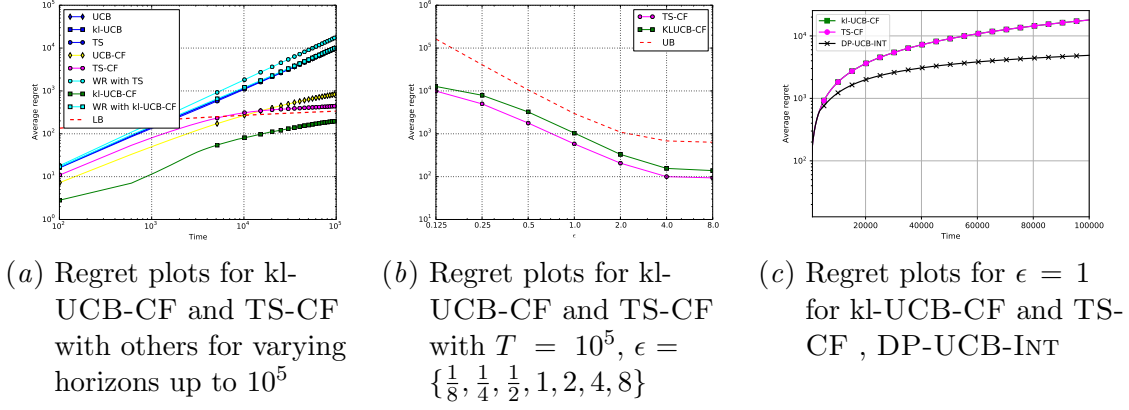 UCB
kl-UCB
TS
UCB-CF
TS-CF
WR with TS
kl-UCB-CF
WR with kl-UCB-CF
LB
Average regret
10^5
10^4
10^3
10^2
10^1
10^0
10^2 10^3 10^4 10^5
Time
TS-CF
KLUCB-CF
UB
Average regret
10^6
10^5
10^4
10^3
10^2
10^1
0.125 0.25 0.5 1.0 2.0 4.0 8.0
ϵ
kl-UCB-CF
TS-CF
DP-UCB-INT
Average regret
10^4
10^3
10^2
20000 40000 60000 80000 100000
Time
(a) Regret plots for kl-
UCB-CF and TS-CF
with others for varying
horizons up to 10^5
(b) Regret plots for kl-
UCB-CF and TS-CF
with T = 10^5, ϵ =
{1/8, 1/4, 1/2, 1, 2, 4, 8}
(c) Regret plots for ϵ = 1
for kl-UCB-CF and TS-
CF , DP-UCB-INT